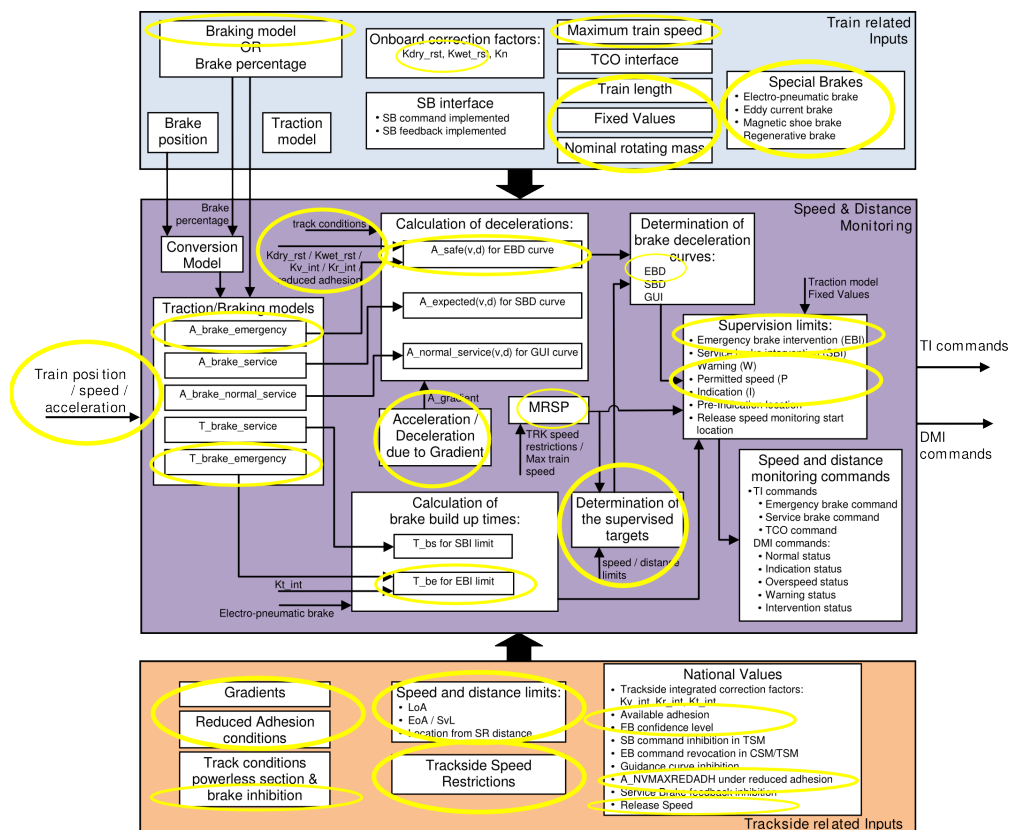 Train related
Inputs
Braking model
OR
Brake percentage
Onboard correction factors:
Kdry_rst, Kwet_rst, Kn
Maximum train speed
TCO interface
Train length
Fixed Values
Nominal rotating mass
Special Brakes
• Electro-pneumatic brake
• Eddy current brake
• Magnetic shoe brake
Regenerative brake
SB interface
• SB command implemented
• SB feedback implemented
Brake
position
Traction
model
Speed & Distance
Monitoring
Brake
percentage
Conversion
Model
track conditions
Kdry_rst / Kwet_rst /
Kv_int / Kr_int /
reduced adhesion
Calculation of decelerations:
A_safe(v,d) for EBD curve
A_expected(v,d) for SBD curve
A_normal_service(v,d) for GUI curve
Determination of
brake deceleration
curves:
EBD
SBD
GUI
Traction model
Fixed Values
Traction/Braking models
A_brake_emergency
A_brake_service
A_brake_normal_service
T_brake_service
T_brake_emergency
Train position
/ speed /
acceleration
A_gradient
Acceleration /
Deceleration
due to Gradient
MRSP
TRK speed
restrictions /
Max train
speed
Supervision limits:
• Emergency brake intervention (EBI)
• Service brake intervention (SBI)
Warning (W)
• Permitted speed (P
• Indication (I)
• Pre-indication location
• Release speed monitoring start
location
TI commands
DMI
commands
Calculation of
brake build up times:
T_bs for SBI limit
T_be for EBI limit
Kt_int
Electro-pneumatic brake
Determination of
the supervised
targets
speed / distance
limits
Speed and distance
monitoring commands
•TI commands
• Emergency brake command
• Service brake command
• TCO command
DMI commands:
• Normal status
• Indication status
• Overspeed status
• Warning status
• Intervention status
Gradients
Reduced Adhesion
conditions
Track conditions
powerless section &
brake inhibition
Speed and distance limits:
• LoA
• EoA / SvL
• Location from SR distance
Trackside Speed
Restrictions
National Values
• Trackside integrated correction factors:
Kv_int, Kr_int, Kt_int
• Available adhesion
• EB confidence level
• SB command inhibition in TSM
• EB command revocation in CSM/TSM
• Guidance curve inhibition
• A_NVMAXREDADH under reduced adhesion
• Service Brake feedback inhibition
• Release Speed
Trackside related Inputs